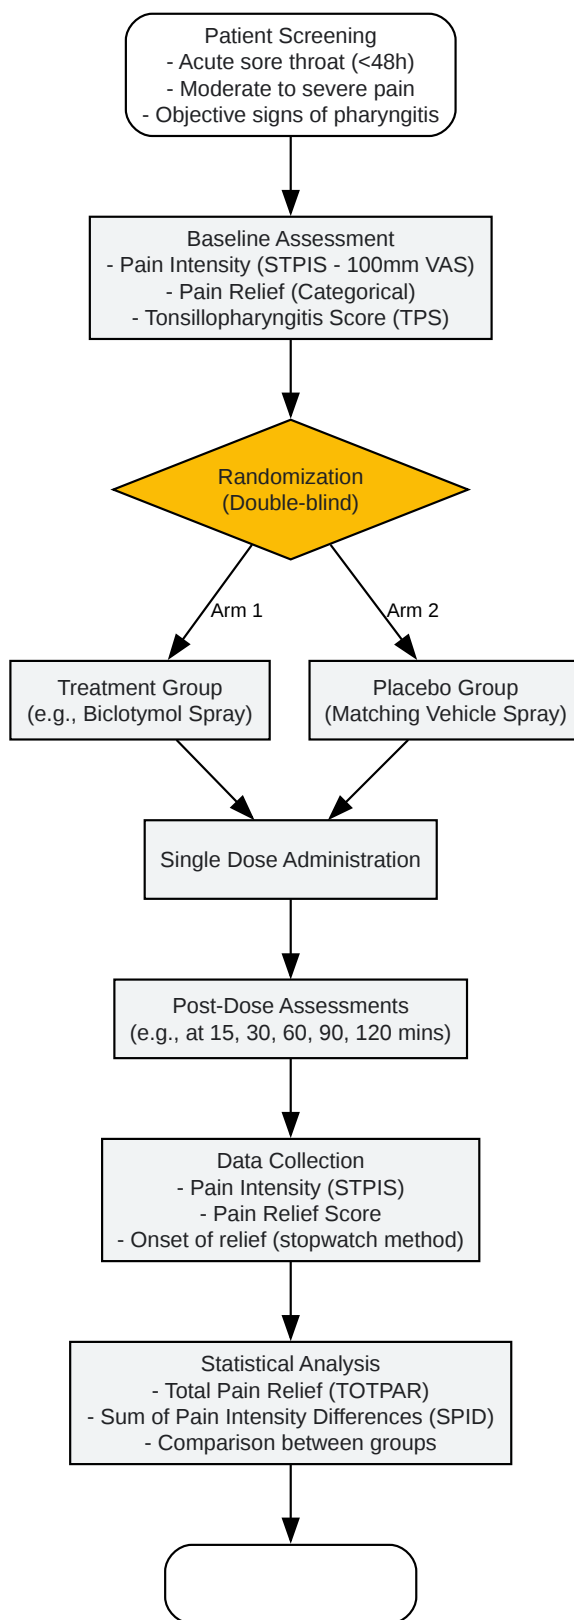 Patient Screening
- Acute sore throat (<48h)
- Moderate to severe pain
- Objective signs of pharyngitis
Baseline Assessment
- Pain Intensity (STPIS - 100mm VAS)
- Pain Relief (Categorical)
- Tonsillopharyngitis Score (TPS)
Randomization
(Double-blind)
Arm 1
Arm 2
Treatment Group
(e.g., Biclotymol Spray)
Placebo Group
(Matching Vehicle Spray)
Single Dose Administration
Post-Dose Assessments
(e.g., at 15, 30, 60, 90, 120 mins)
Data Collection
- Pain Intensity (STPIS)
- Pain Relief Score
- Onset of relief (stopwatch method)
Statistical Analysis
- Total Pain Relief (TOTPAR)
- Sum of Pain Intensity Differences (SPID)
- Comparison between groups